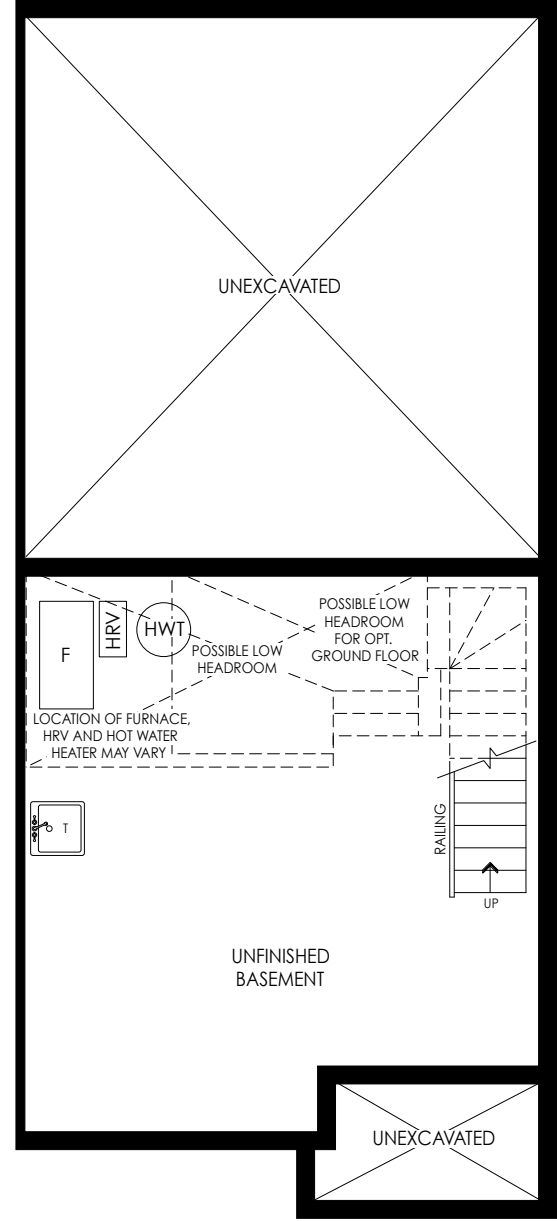 UNEXCAVATED
POSSIBLE LOW
HEADROOM
FOR OPT.
GROUND FLOOR
F
HRV
HWT
POSSIBLE LOW
HEADROOM
LOCATION OF FURNACE,
HRV AND HOT WATER
HEATER MAY VARY
T
RAILING
UP
UNFINISHED
BASEMENT
UNEXCAVATED